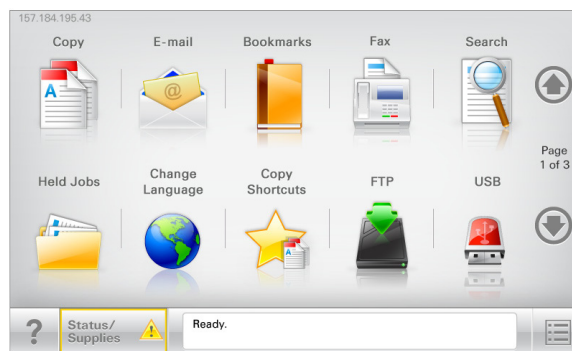 157.184.195.43
Copy
E-mail
Bookmarks
Fax
Search
A
@
Page
1 of 3
Held Jobs
Change
Language
Copy
Shortcuts
FTP
USB
A
?
Status/
Supplies
!
Ready.